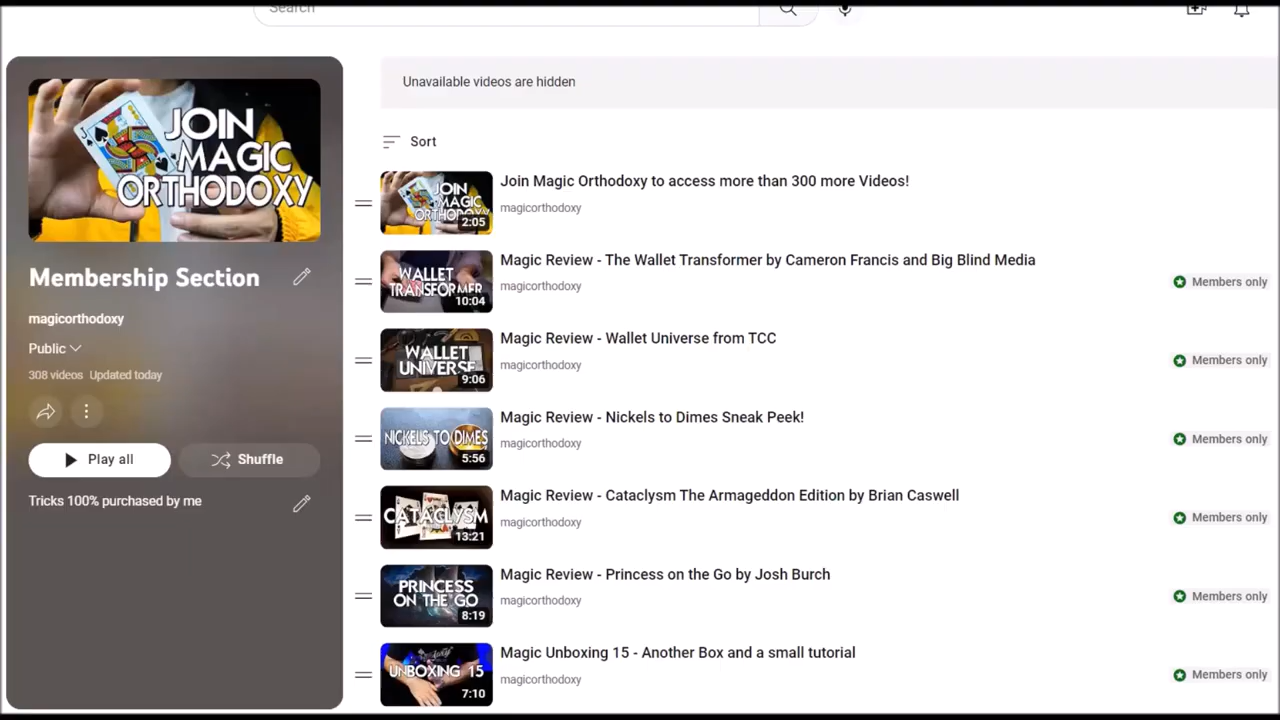 Search
JOIN
MAGIC
ORTHODOXY
Membership Section
magicorthodoxy
Public
308 videos Updated today
Play all
Shuffle
Tricks 100% purchased by me
Unavailable videos are hidden
Sort
JOIN
MAGIC
ORTHODOXY
2:05
Join Magic Orthodoxy to access more than 300 more Videos!
magicorthodoxy
WALLET
TRANSFORMER
10:04
Magic Review - The Wallet Transformer by Cameron Francis and Big Blind Media
magicorthodoxy
Members only
WALLET
UNIVERSE
9:06
Magic Review - Wallet Universe from TCC
magicorthodoxy
Members only
NICKELS TO DIMES
5:56
Magic Review - Nickels to Dimes Sneak Peek!
magicorthodoxy
Members only
CATACLYSM
13:21
Magic Review - Cataclysm The Armageddon Edition by Brian Caswell
magicorthodoxy
Members only
PRINCESS
ON THE GO
8:19
Magic Review - Princess on the Go by Josh Burch
magicorthodoxy
Members only
UNBOXING 15
7:10
Magic Unboxing 15 - Another Box and a small tutorial
magicorthodoxy
Members only